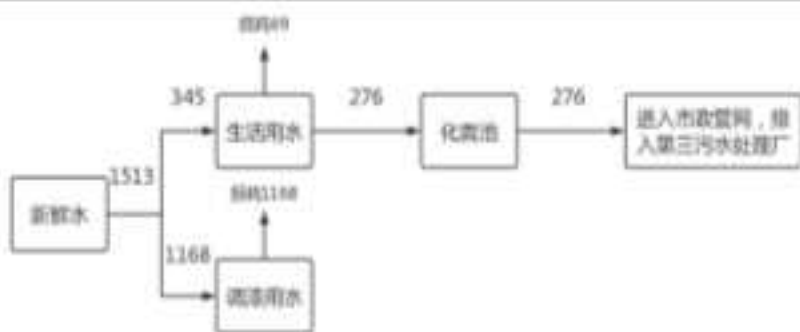 损耗69
345
276
276
生活用水
化粪池
进入市政管网，排
入第三污水处理厂
1513
新鲜水
损耗1168
1168
调漆用水